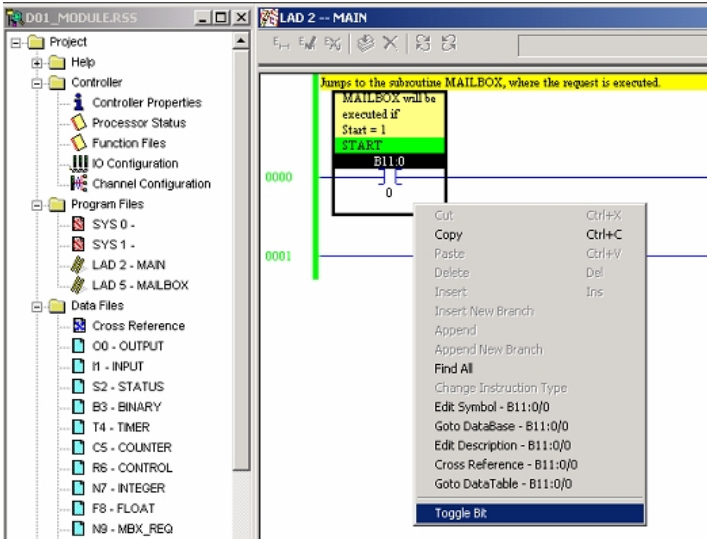 D01_MODULE.RSS
Project
Help
Controller
Controller Properties
Processor Status
Function Files
IO Configuration
Channel Configuration
Program Files
SYS 0 -
SYS 1 -
LAD 2 - MAIN
LAD 5 - MAILBOX
Data Files
Cross Reference
O0 - OUTPUT
I1 - INPUT
S2 - STATUS
B3 - BINARY
T4 - TIMER
C5 - COUNTER
R6 - CONTROL
N7 - INTEGER
F8 - FLOAT
N9 - MBX_REQ
LAD 2 -- MAIN
Jumps to the subroutine MAILBOX, where the request is executed.
MAILBOX will be
executed if
Start = 1
START
B11:0
0000
0
0001
Cut Ctrl+X
Copy Ctrl+C
Paste Ctrl+V
Delete Del
Insert Ins
Insert New Branch
Append
Append New Branch
Find All
Change Instruction Type
Edit Symbol - B11:0/0
Goto DataBase - B11:0/0
Edit Description - B11:0/0
Cross Reference - B11:0/0
Goto DataTable - B11:0/0
Toggle Bit